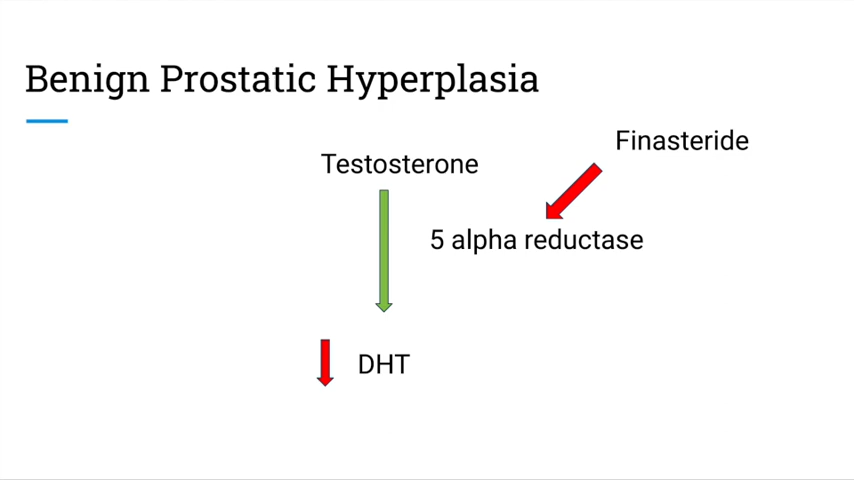 Benign Prostatic Hyperplasia
Finasteride
Testosterone
5 alpha reductase
DHT